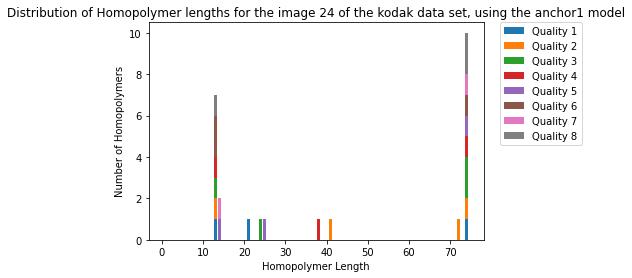 Distribution of Homopolymer lengths for the image 24 of the kodak data set, using the anchor1 model
Number of Homopolymers
10
8
6
4
2
0
0 10 20 30 40 50 60 70
Homopolymer Length
Quality 1
Quality 2
Quality 3
Quality 4
Quality 5
Quality 6
Quality 7
Quality 8